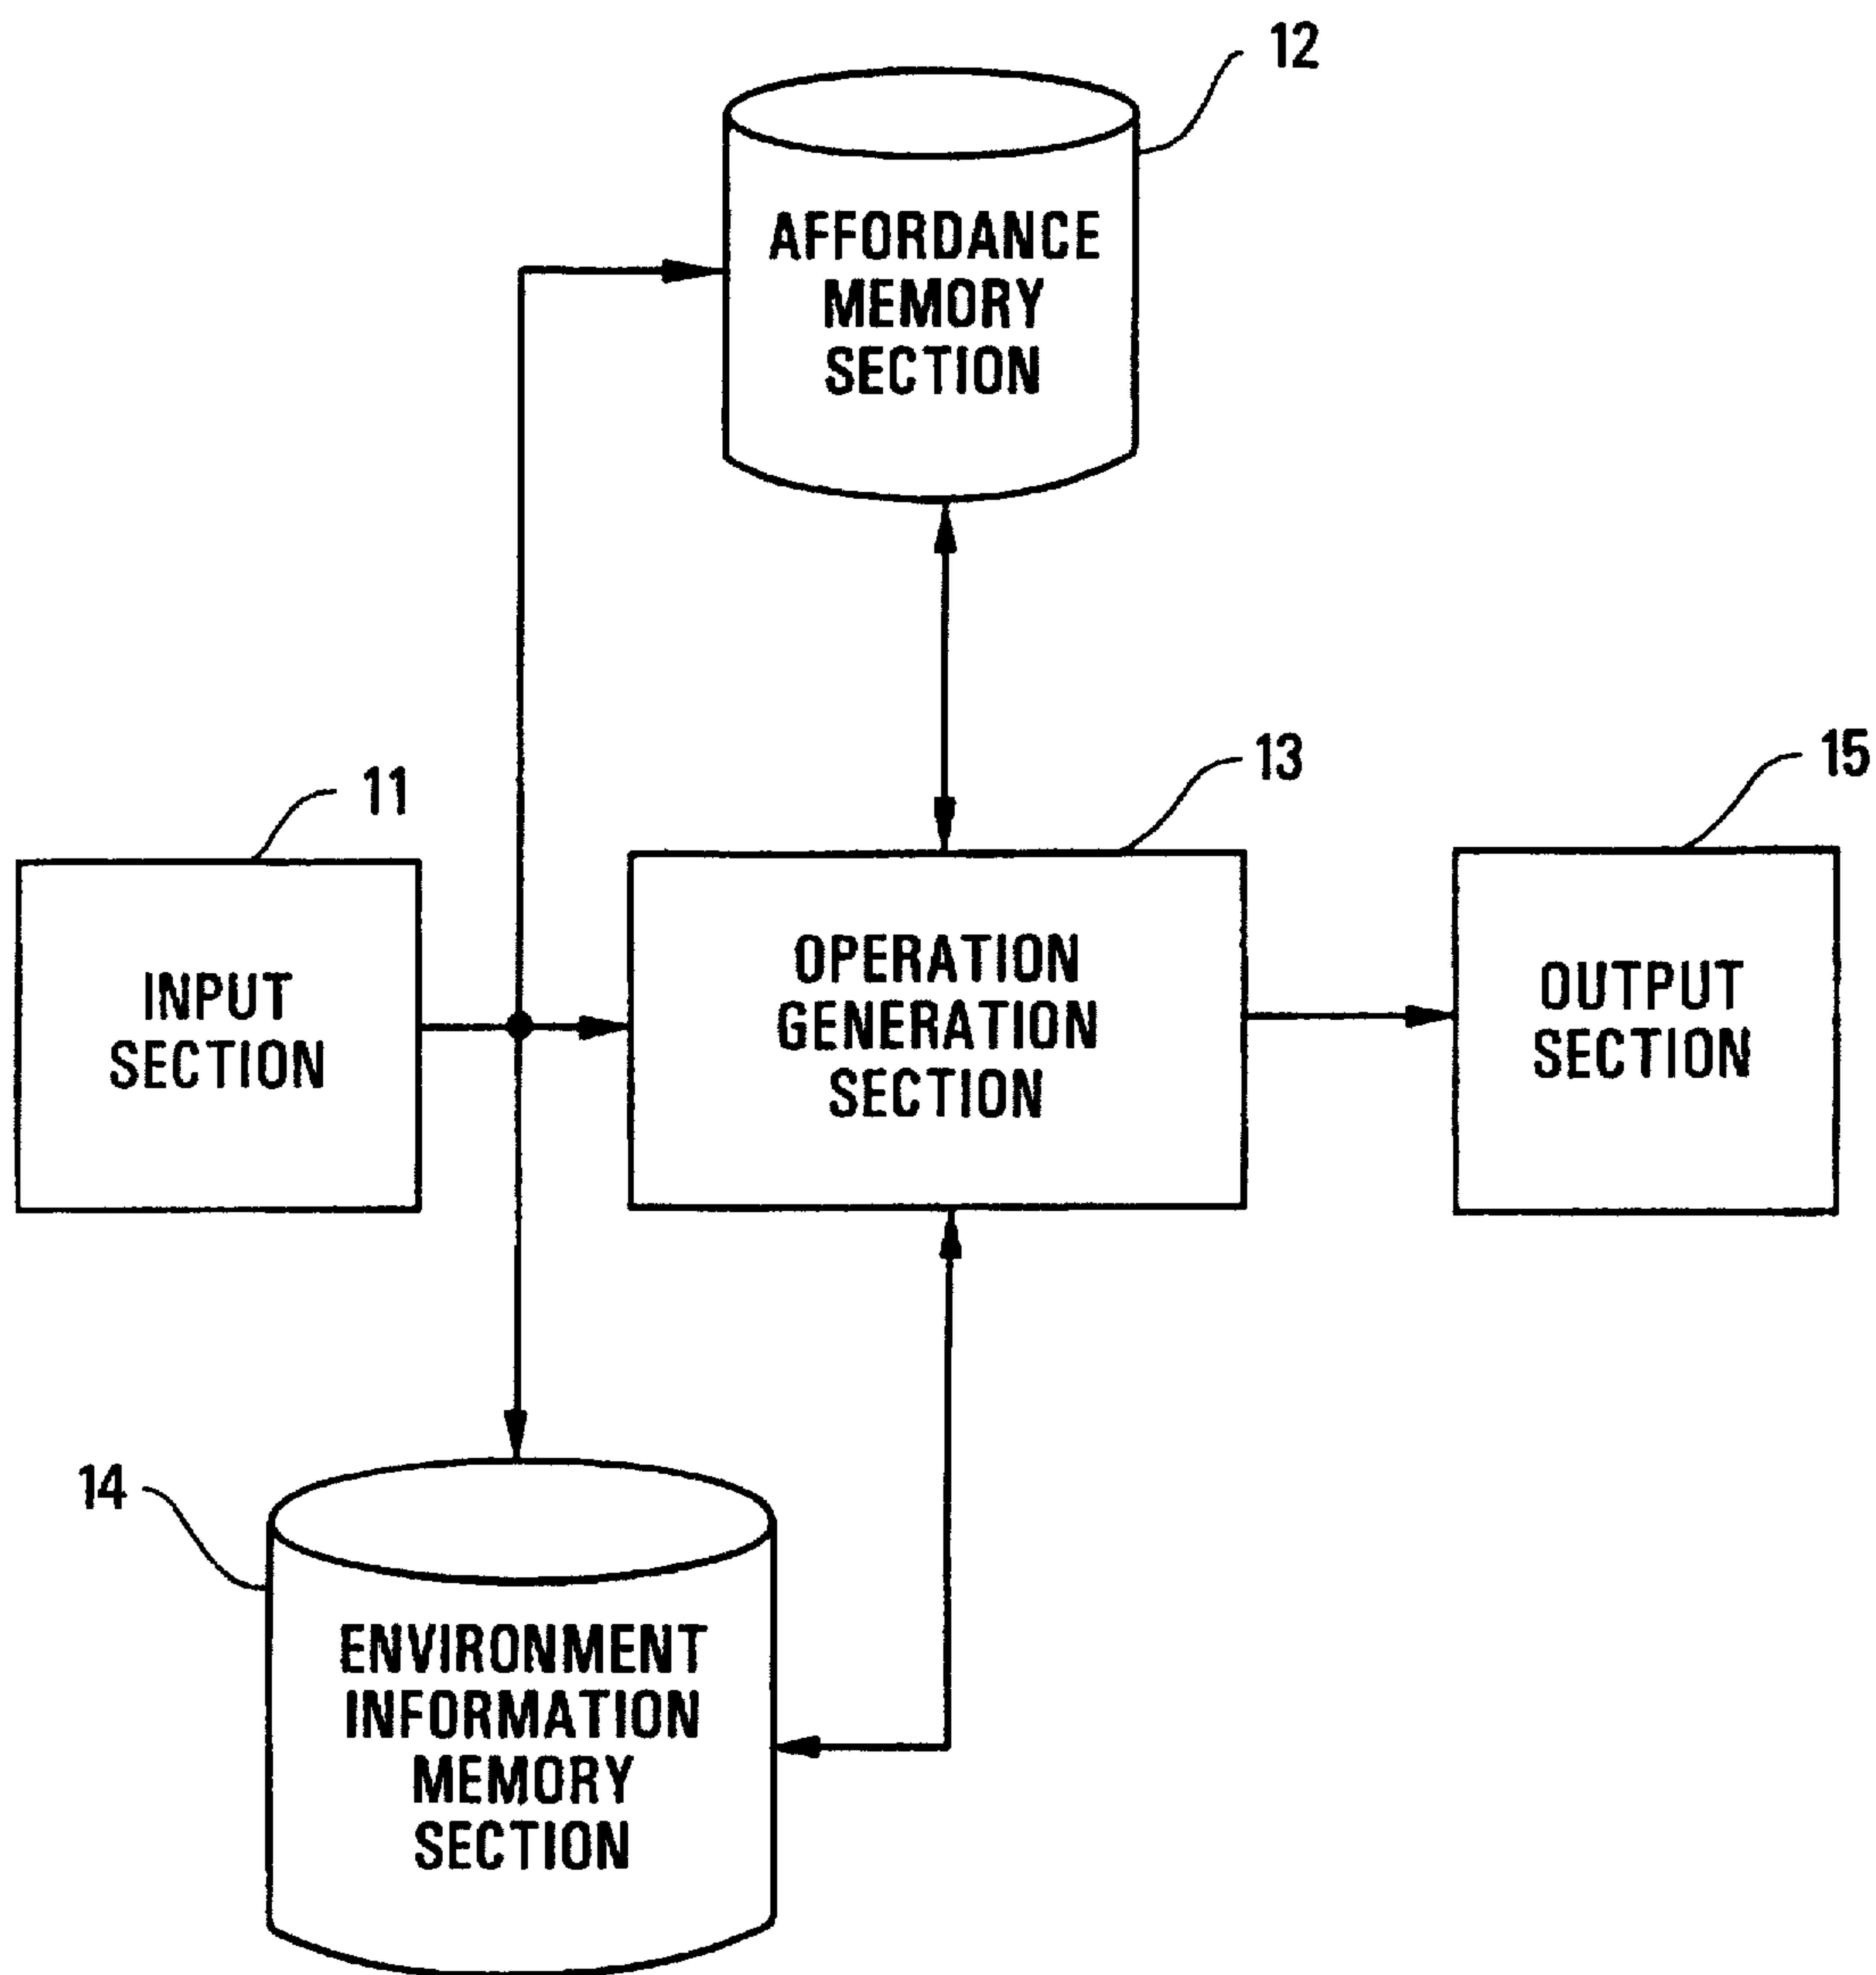 12
AFFORDANCE
MEMORY
SECTION
11
13
15
INPUT
SECTION
OPERATION
GENERATION
SECTION
OUTPUT
SECTION
14
ENVIRONMENT
INFORMATION
MEMORY
SECTION